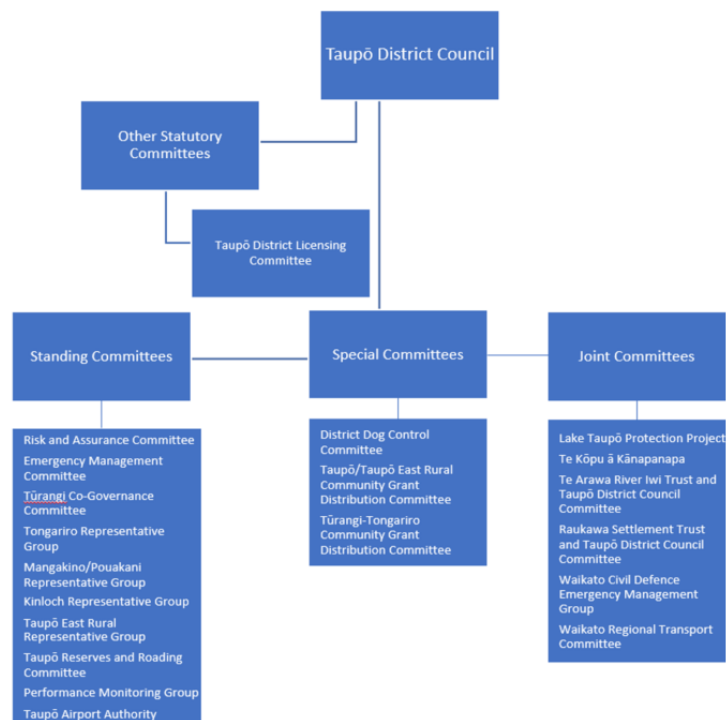 Taupō District Council
Other Statutory
Committees
Taupō District Licensing
Committee
Standing Committees
Special Committees
Joint Committees
Risk and Assurance Committee
Emergency Management
Committee
Tūrangi Co-Governance
Committee
Tongariro Representative
Group
Mangakino/Pouakani
Representative Group
Kinloch Representative Group
Taupō East Rural
Representative Group
Taupō Reserves and Roading
Committee
Performance Monitoring Group
Taupō Airport Authority
District Dog Control
Committee
Taupō/Taupō East Rural
Community Grant
Distribution Committee
Tūrangi-Tongariro
Community Grant
Distribution Committee
Lake Taupō Protection Project
Te Kōpu ā Kānapanapa
Te Arawa River Iwi Trust and
Taupō District Council
Committee
Raukawa Settlement Trust
and Taupō District Council
Committee
Waikato Civil Defence
Emergency Management
Group
Waikato Regional Transport
Committee